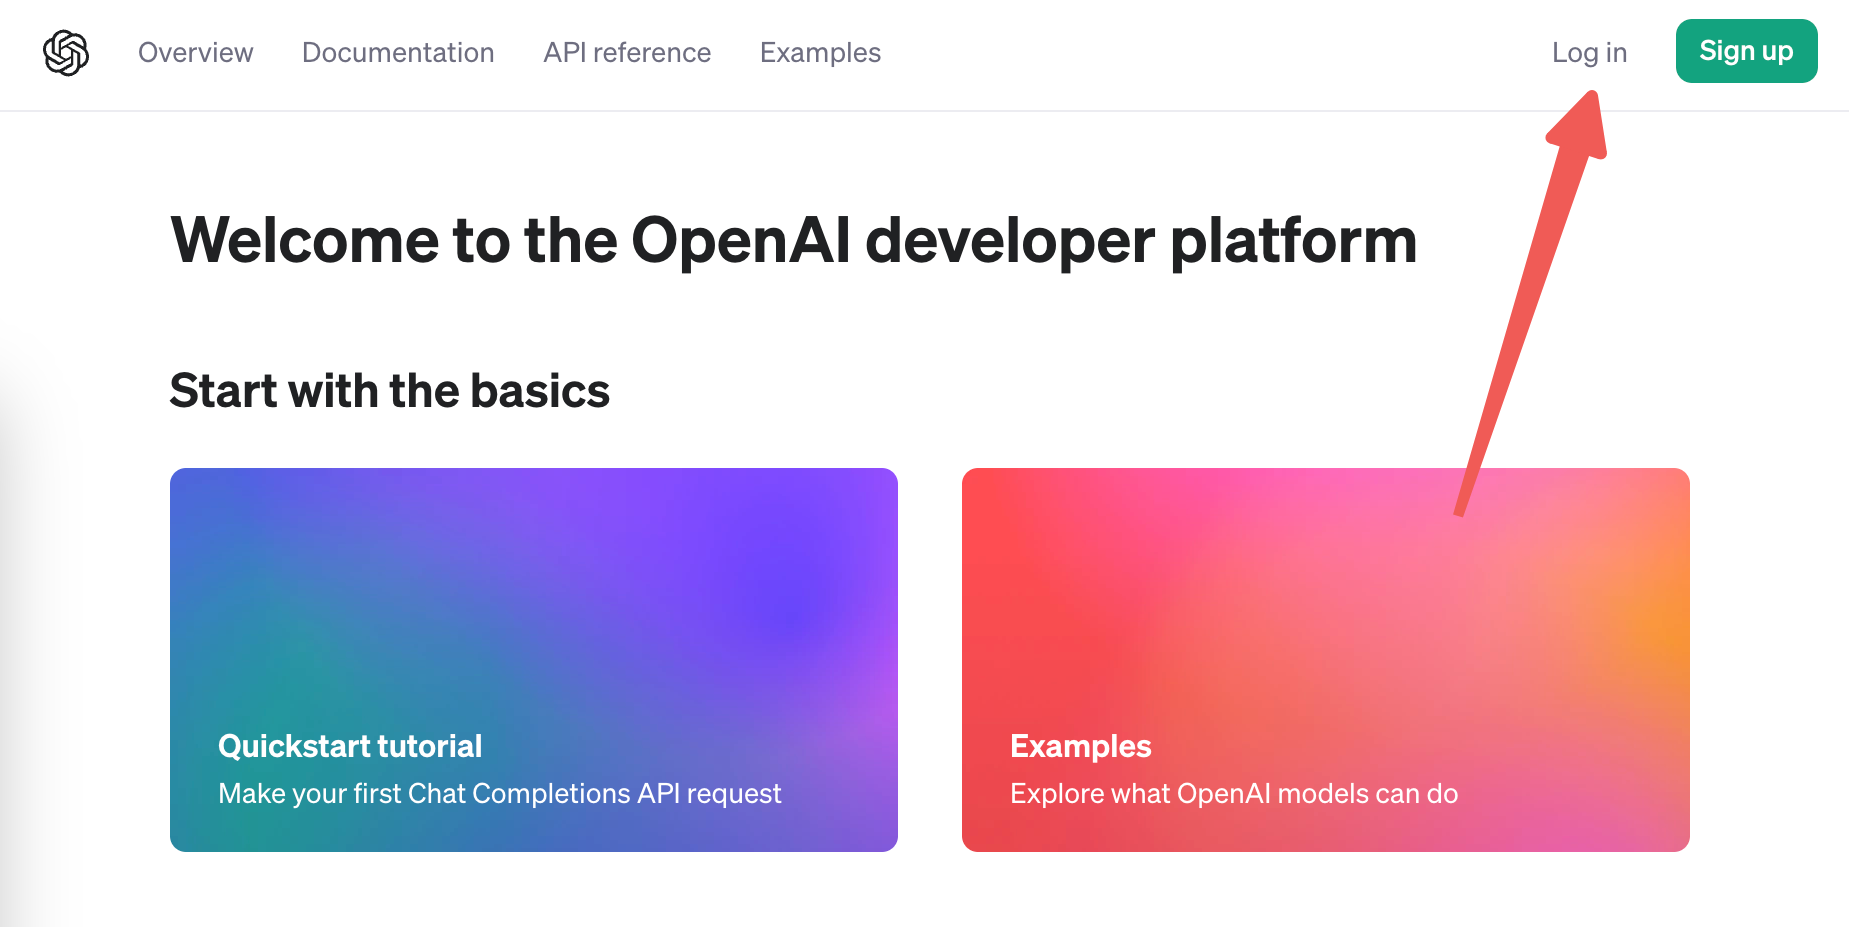 Overview Documentation API reference Examples Log in Sign up
Welcome to the OpenAI developer platform
Start with the basics
Quickstart tutorial
Make your first Chat Completions API request
Examples
Explore what OpenAI models can do